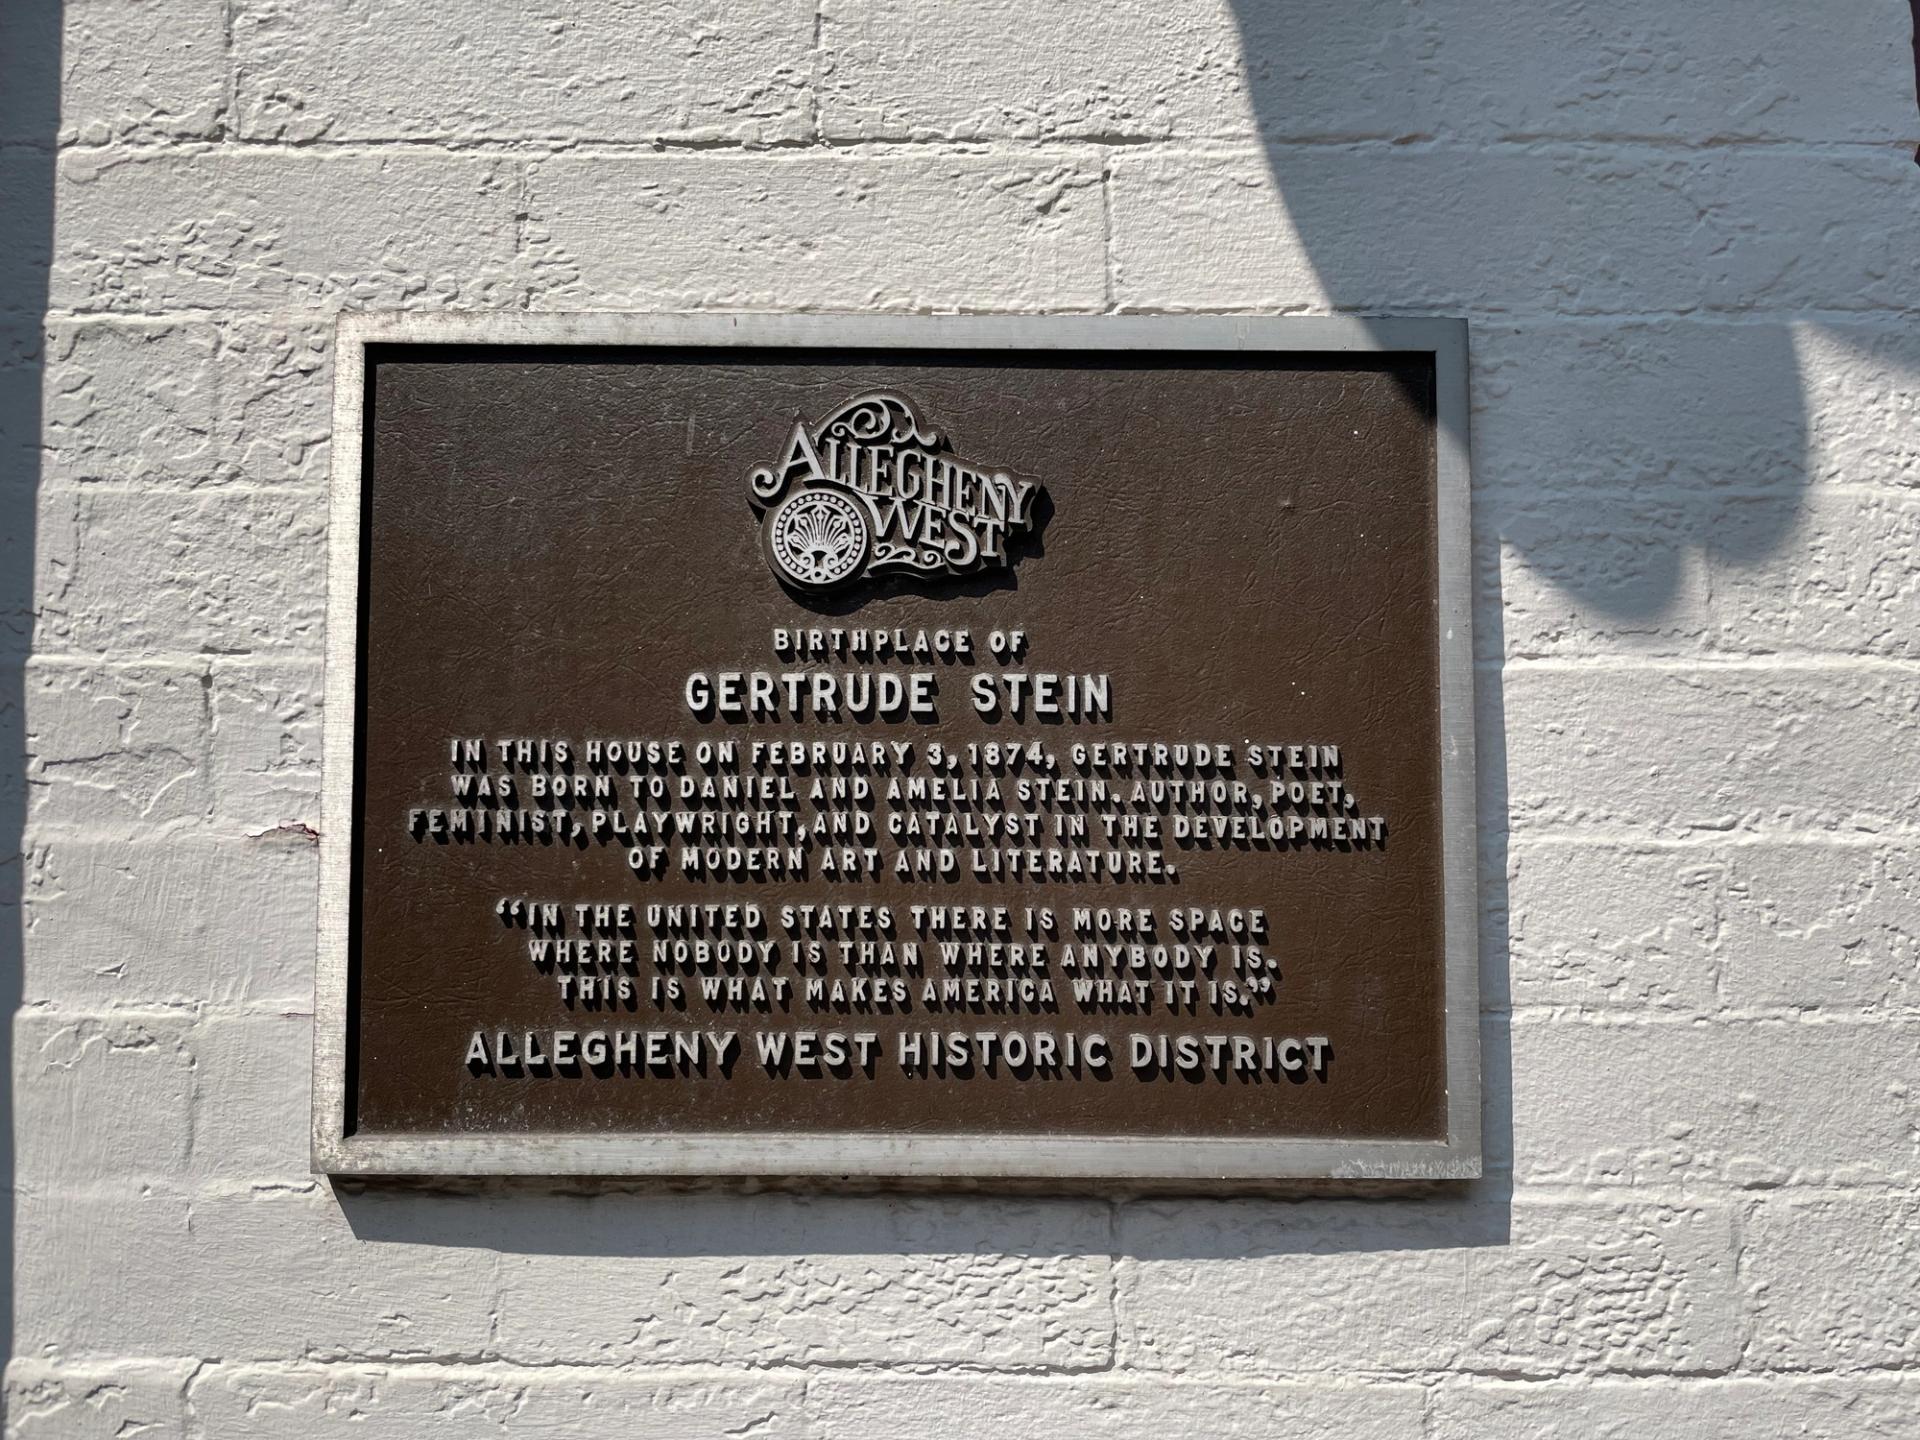 ALLEGHENY
WEST
BIRTHPLACE OF
GERTRUDE STEIN
IN THIS HOUSE ON FEBRUARY 3, 1874, GERTRUDE STEIN
WAS BORN TO DANIEL AND AMELIA STEIN. AUTHOR, POET,
FEMINIST, PLAYWRIGHT, AND CATALYST IN THE DEVELOPMENT
OF MODERN ART AND LITERATURE.
“IN THE UNITED STATES THERE IS MORE SPACE
WHERE NOBODY IS THAN WHERE ANYBODY IS.
THIS IS WHAT MAKES AMERICA WHAT IT IS.”
ALLEGHENY WEST HISTORIC DISTRICT